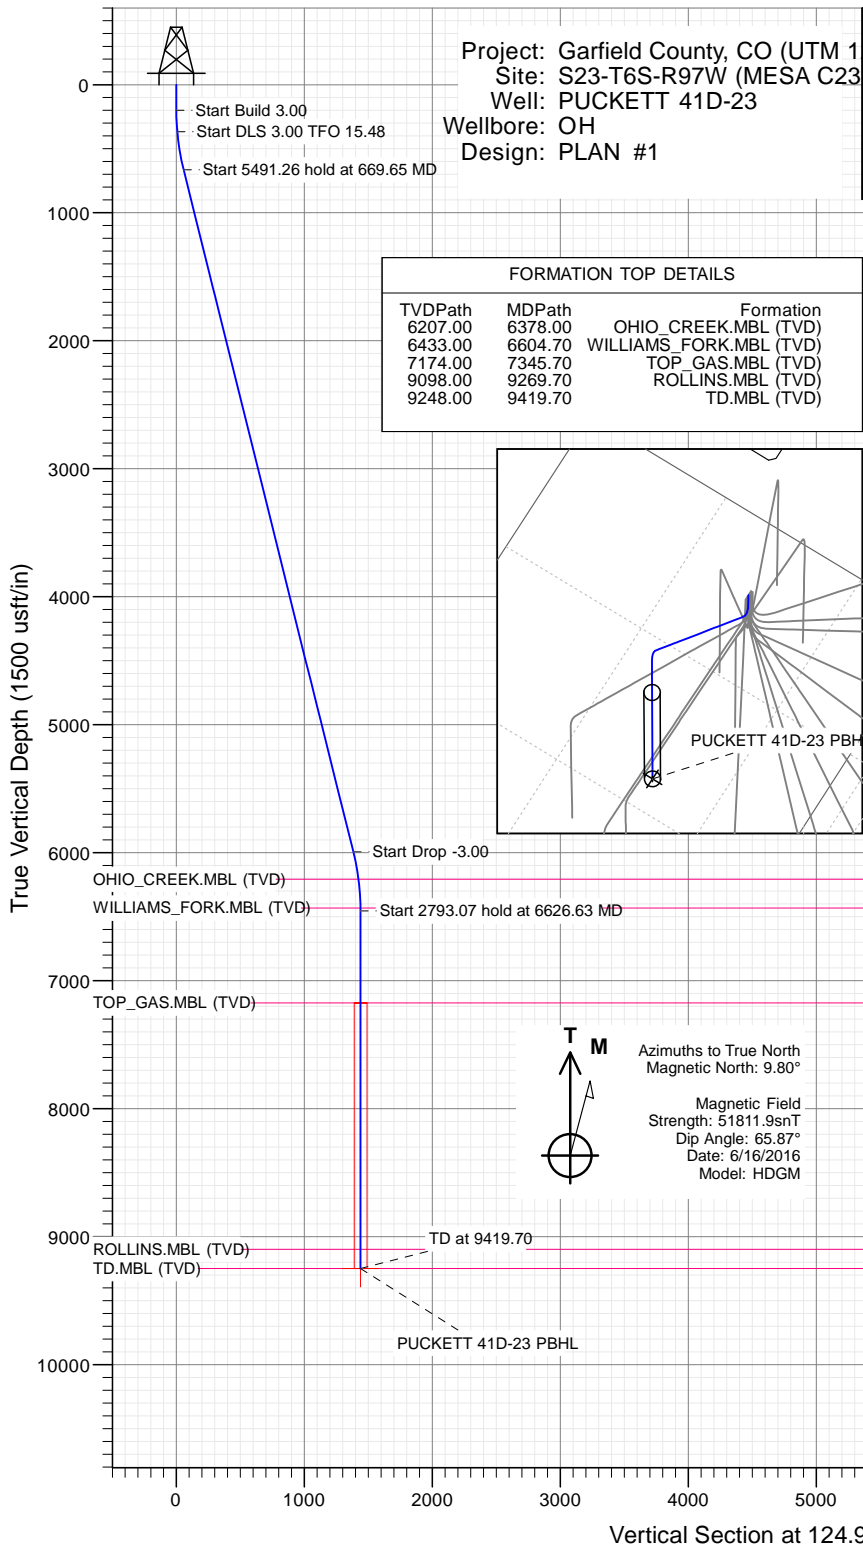 Project: Garfield County, CO (UTM 1
Site: S23-T6S-R97W (MESA C23
Well: PUCKETT 41D-23
Wellbore: OH
Design: PLAN #1
Start Build 3.00
Start DLS 3.00 TFO 15.48
Start 5491.26 hold at 669.65 MD
FORMATION TOP DETAILS
TVDPath MDPath Formation
6207.00 6378.00 OHIO_CREEK.MBL (TVD)
6433.00 6604.70 WILLIAMS_FORK.MBL (TVD)
7174.00 7345.70 TOP_GAS.MBL (TVD)
9098.00 9269.70 ROLLINS.MBL (TVD)
9248.00 9419.70 TD.MBL (TVD)
PUCKETT 41D-23 PBH
True Vertical Depth (1500 usft/in)
0
1000
2000
3000
4000
5000
6000
7000
8000
9000
10000
Start Drop -3.00
OHIO_CREEK.MBL (TVD)
WILLIAMS_FORK.MBL (TVD)
Start 2793.07 hold at 6626.63 MD
TOP_GAS.MBL (TVD)
T M
Azimuths to True North
Magnetic North: 9.80°
Magnetic Field
Strength: 51811.9snT
Dip Angle: 65.87°
Date: 6/16/2016
Model: HDGM
TD at 9419.70
ROLLINS.MBL (TVD)
TD.MBL (TVD)
PUCKETT 41D-23 PBHL
0 1000 2000 3000 4000 5000
Vertical Section at 124.9